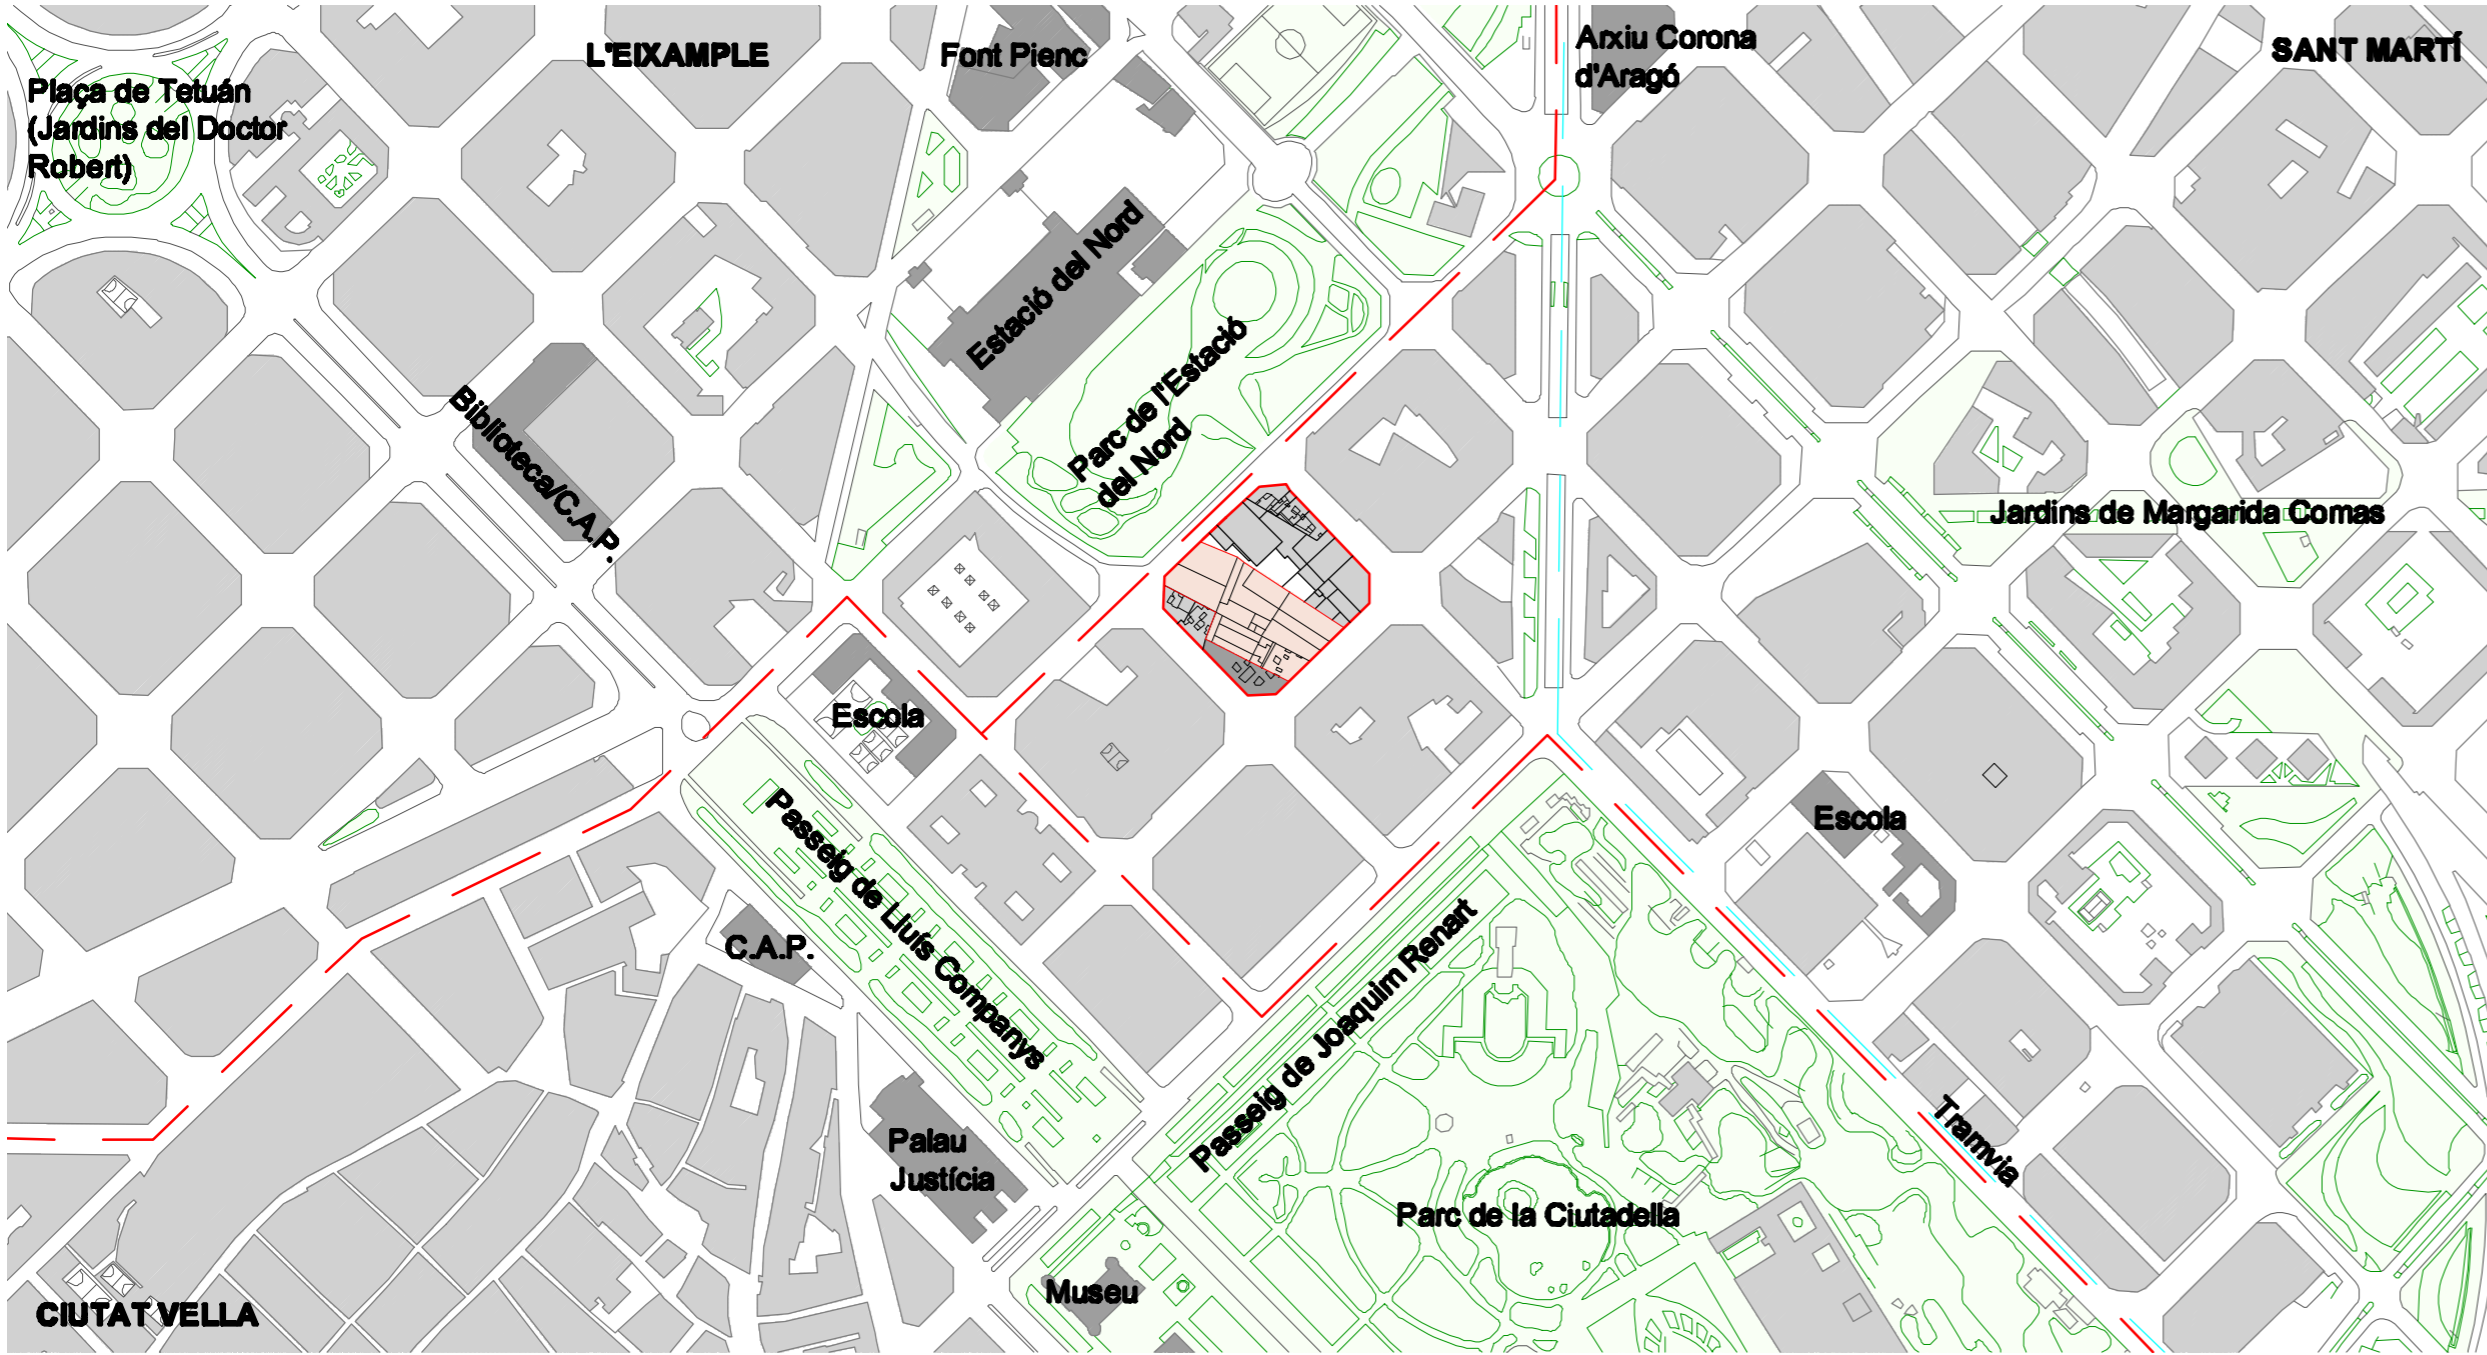 L'EIXAMPLE
Font Pienc
Arxiu Corona
d'Aragó
SANT MARTÍ
Plaça de Tetuán
(Jardins del Doctor
Robert)
Estació del Nord
Parc de l'Estació
del Nord
Biblioteca/C.A.P.
Jardins de Margarida Comas
Escola
Escola
Passeig de Lluís Companys
C.A.P.
Passeig de Joaquim Renart
Palau
Justícia
Tramvia
Parc de la Ciutadella
Museu
CIUTAT VELLA